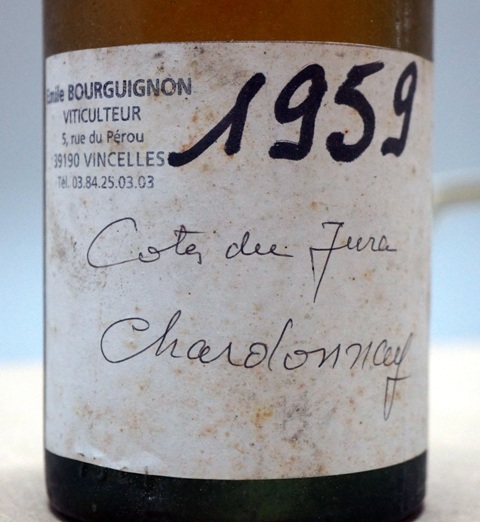 Emile BOURGUIGNON
VITICULTEUR
5, rue du Pérou
39190 VINCELLES
Tél. 03.84.25.03.03
1959
Cotes du Jura
Chardonnay